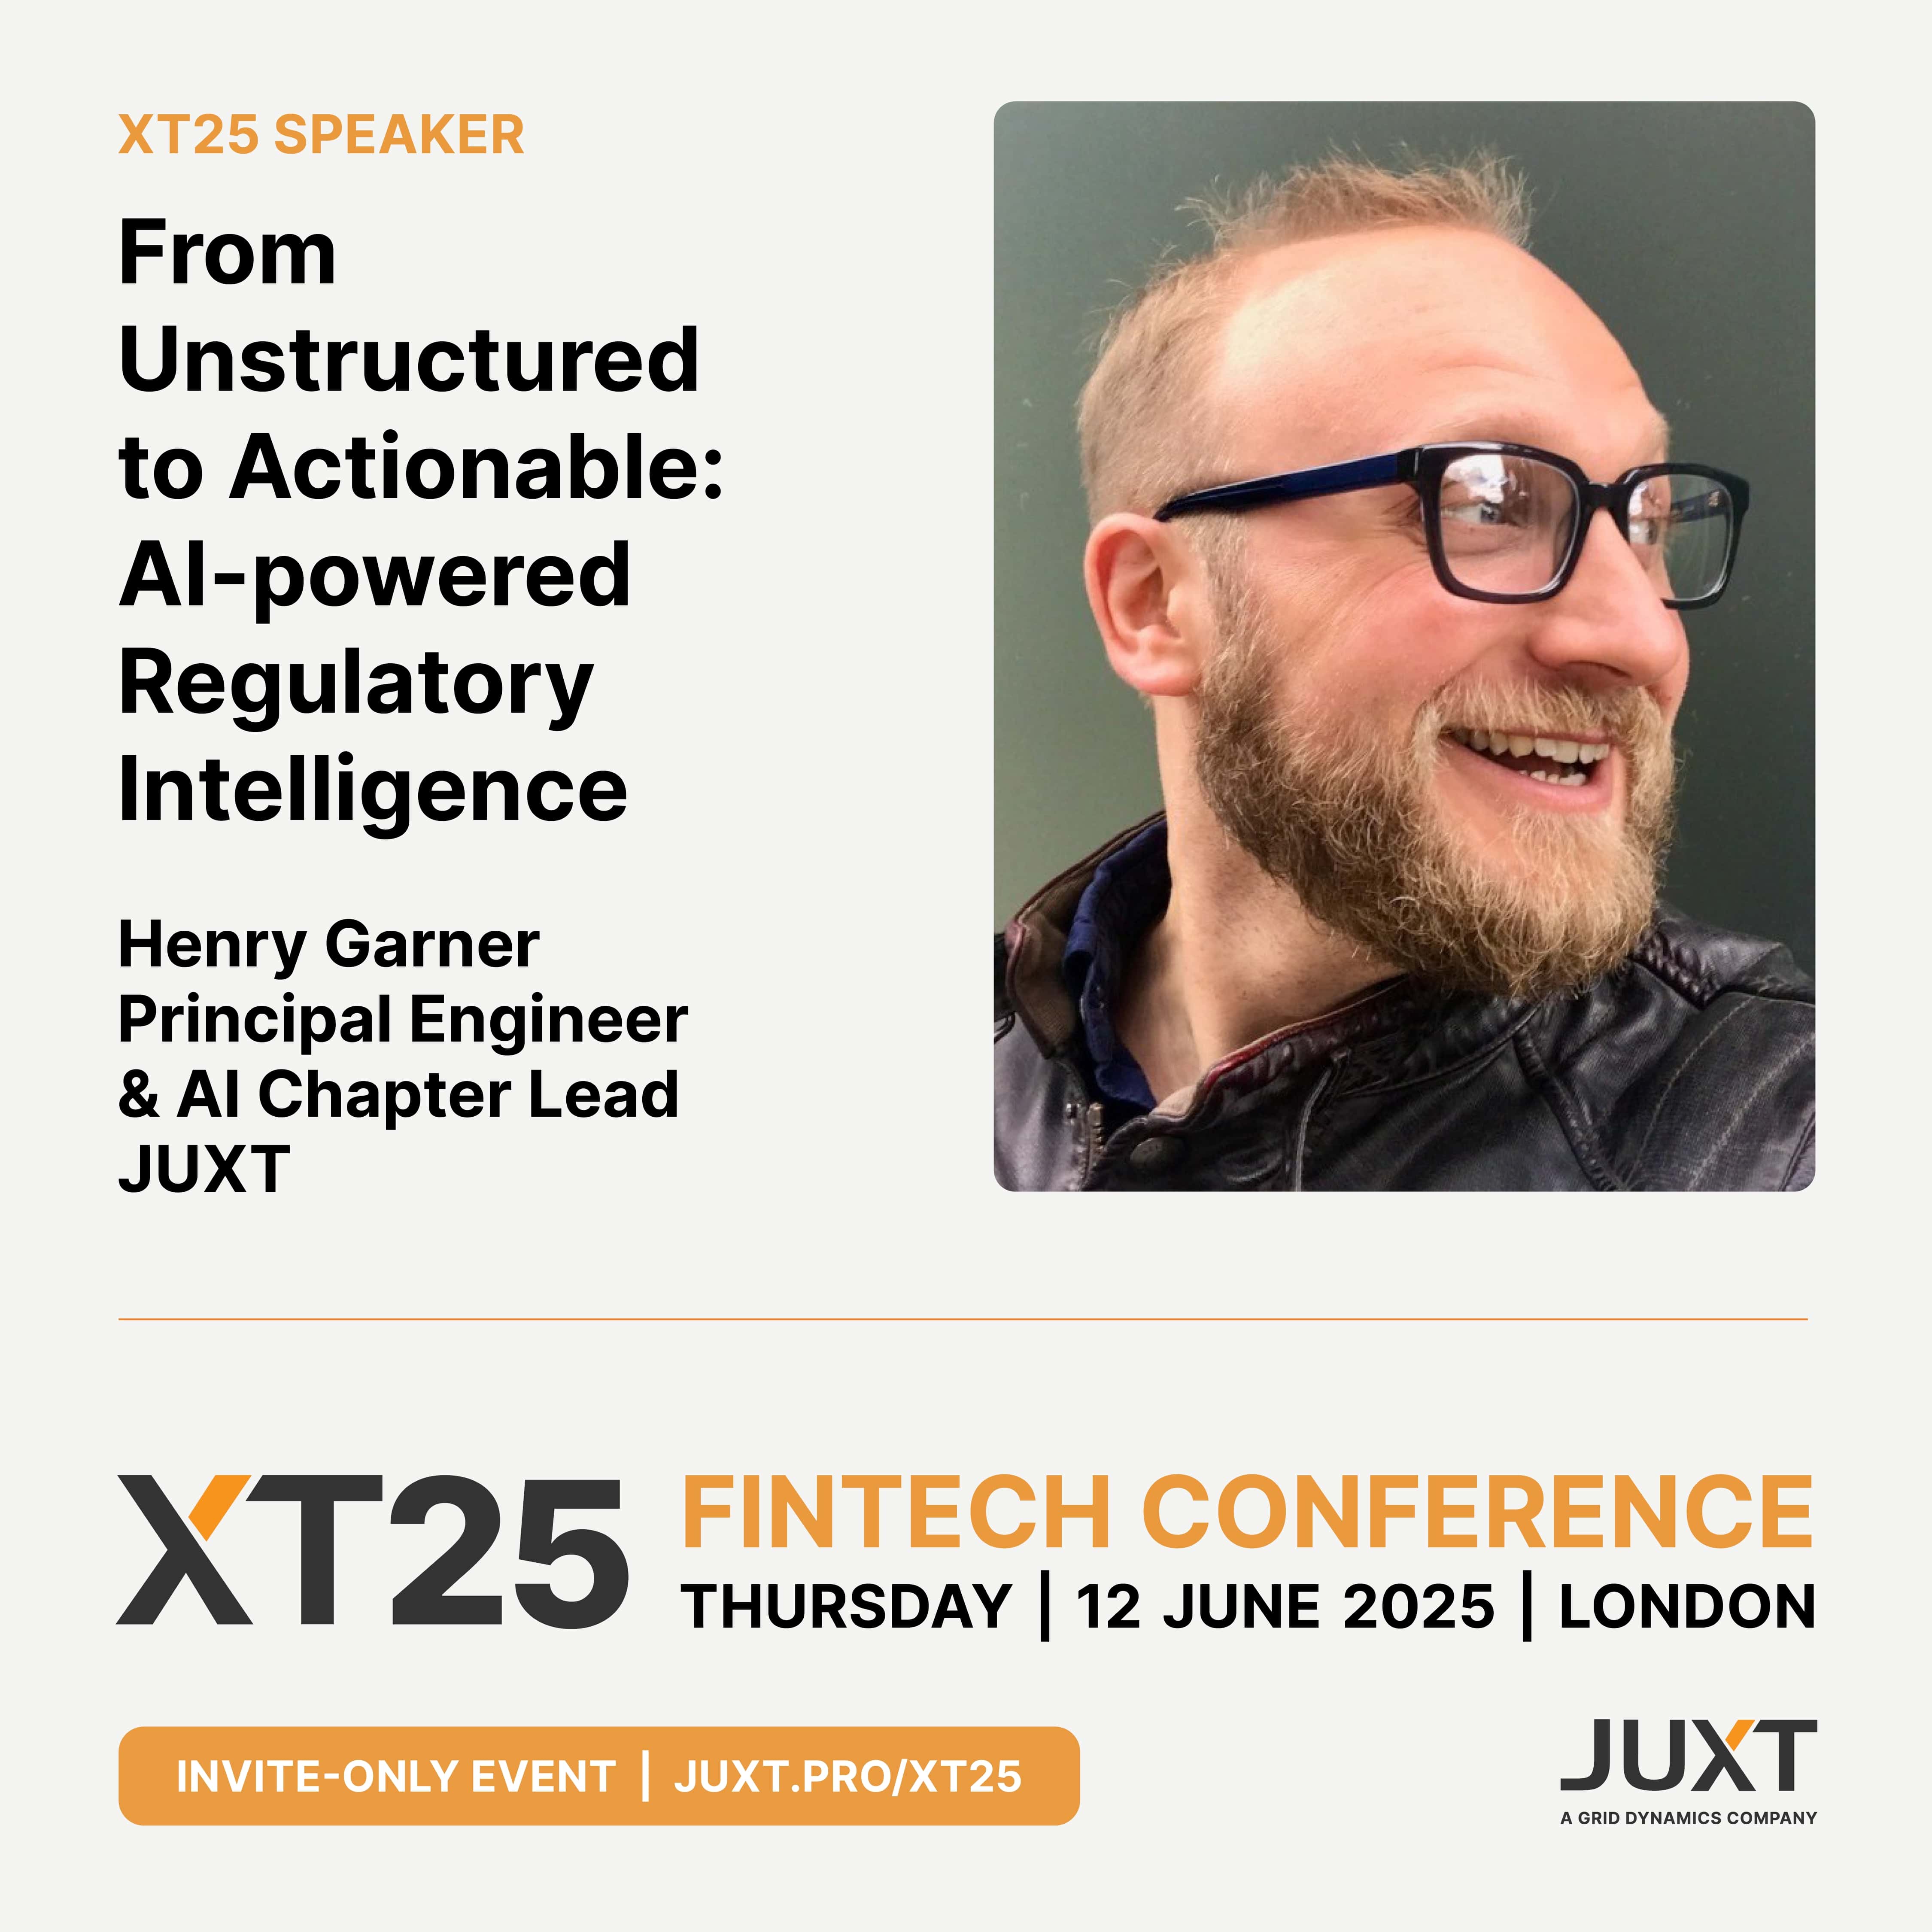 XT25 SPEAKER
From
Unstructured
to Actionable:
AI-powered
Regulatory
Intelligence
Henry Garner
Principal Engineer
& AI Chapter Lead
JUXT
XT25
FINTECH CONFERENCE
THURSDAY | 12 JUNE 2025 | LONDON
INVITE-ONLY EVENT | JUXT.PRO/XT25
JUXT
A GRID DYNAMICS COMPANY